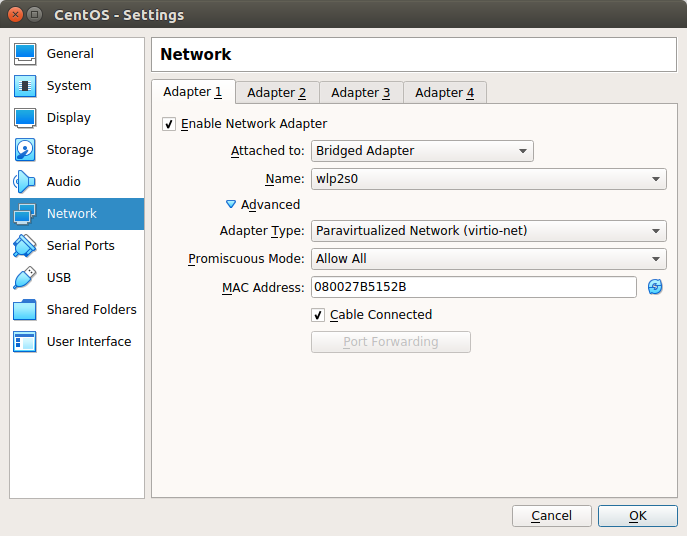 CentOS - Settings
General
System
Display
Storage
Audio
Network
Serial Ports
USB
Shared Folders
User Interface
Network
Adapter 1 Adapter 2 Adapter 3 Adapter 4
Enable Network Adapter
Attached to: Bridged Adapter
Name: wlp2s0
Advanced
Adapter Type: Paravirtualized Network (virtio-net)
Promiscuous Mode: Allow All
MAC Address: 080027B5152B
Cable Connected
Port Forwarding
Cancel OK